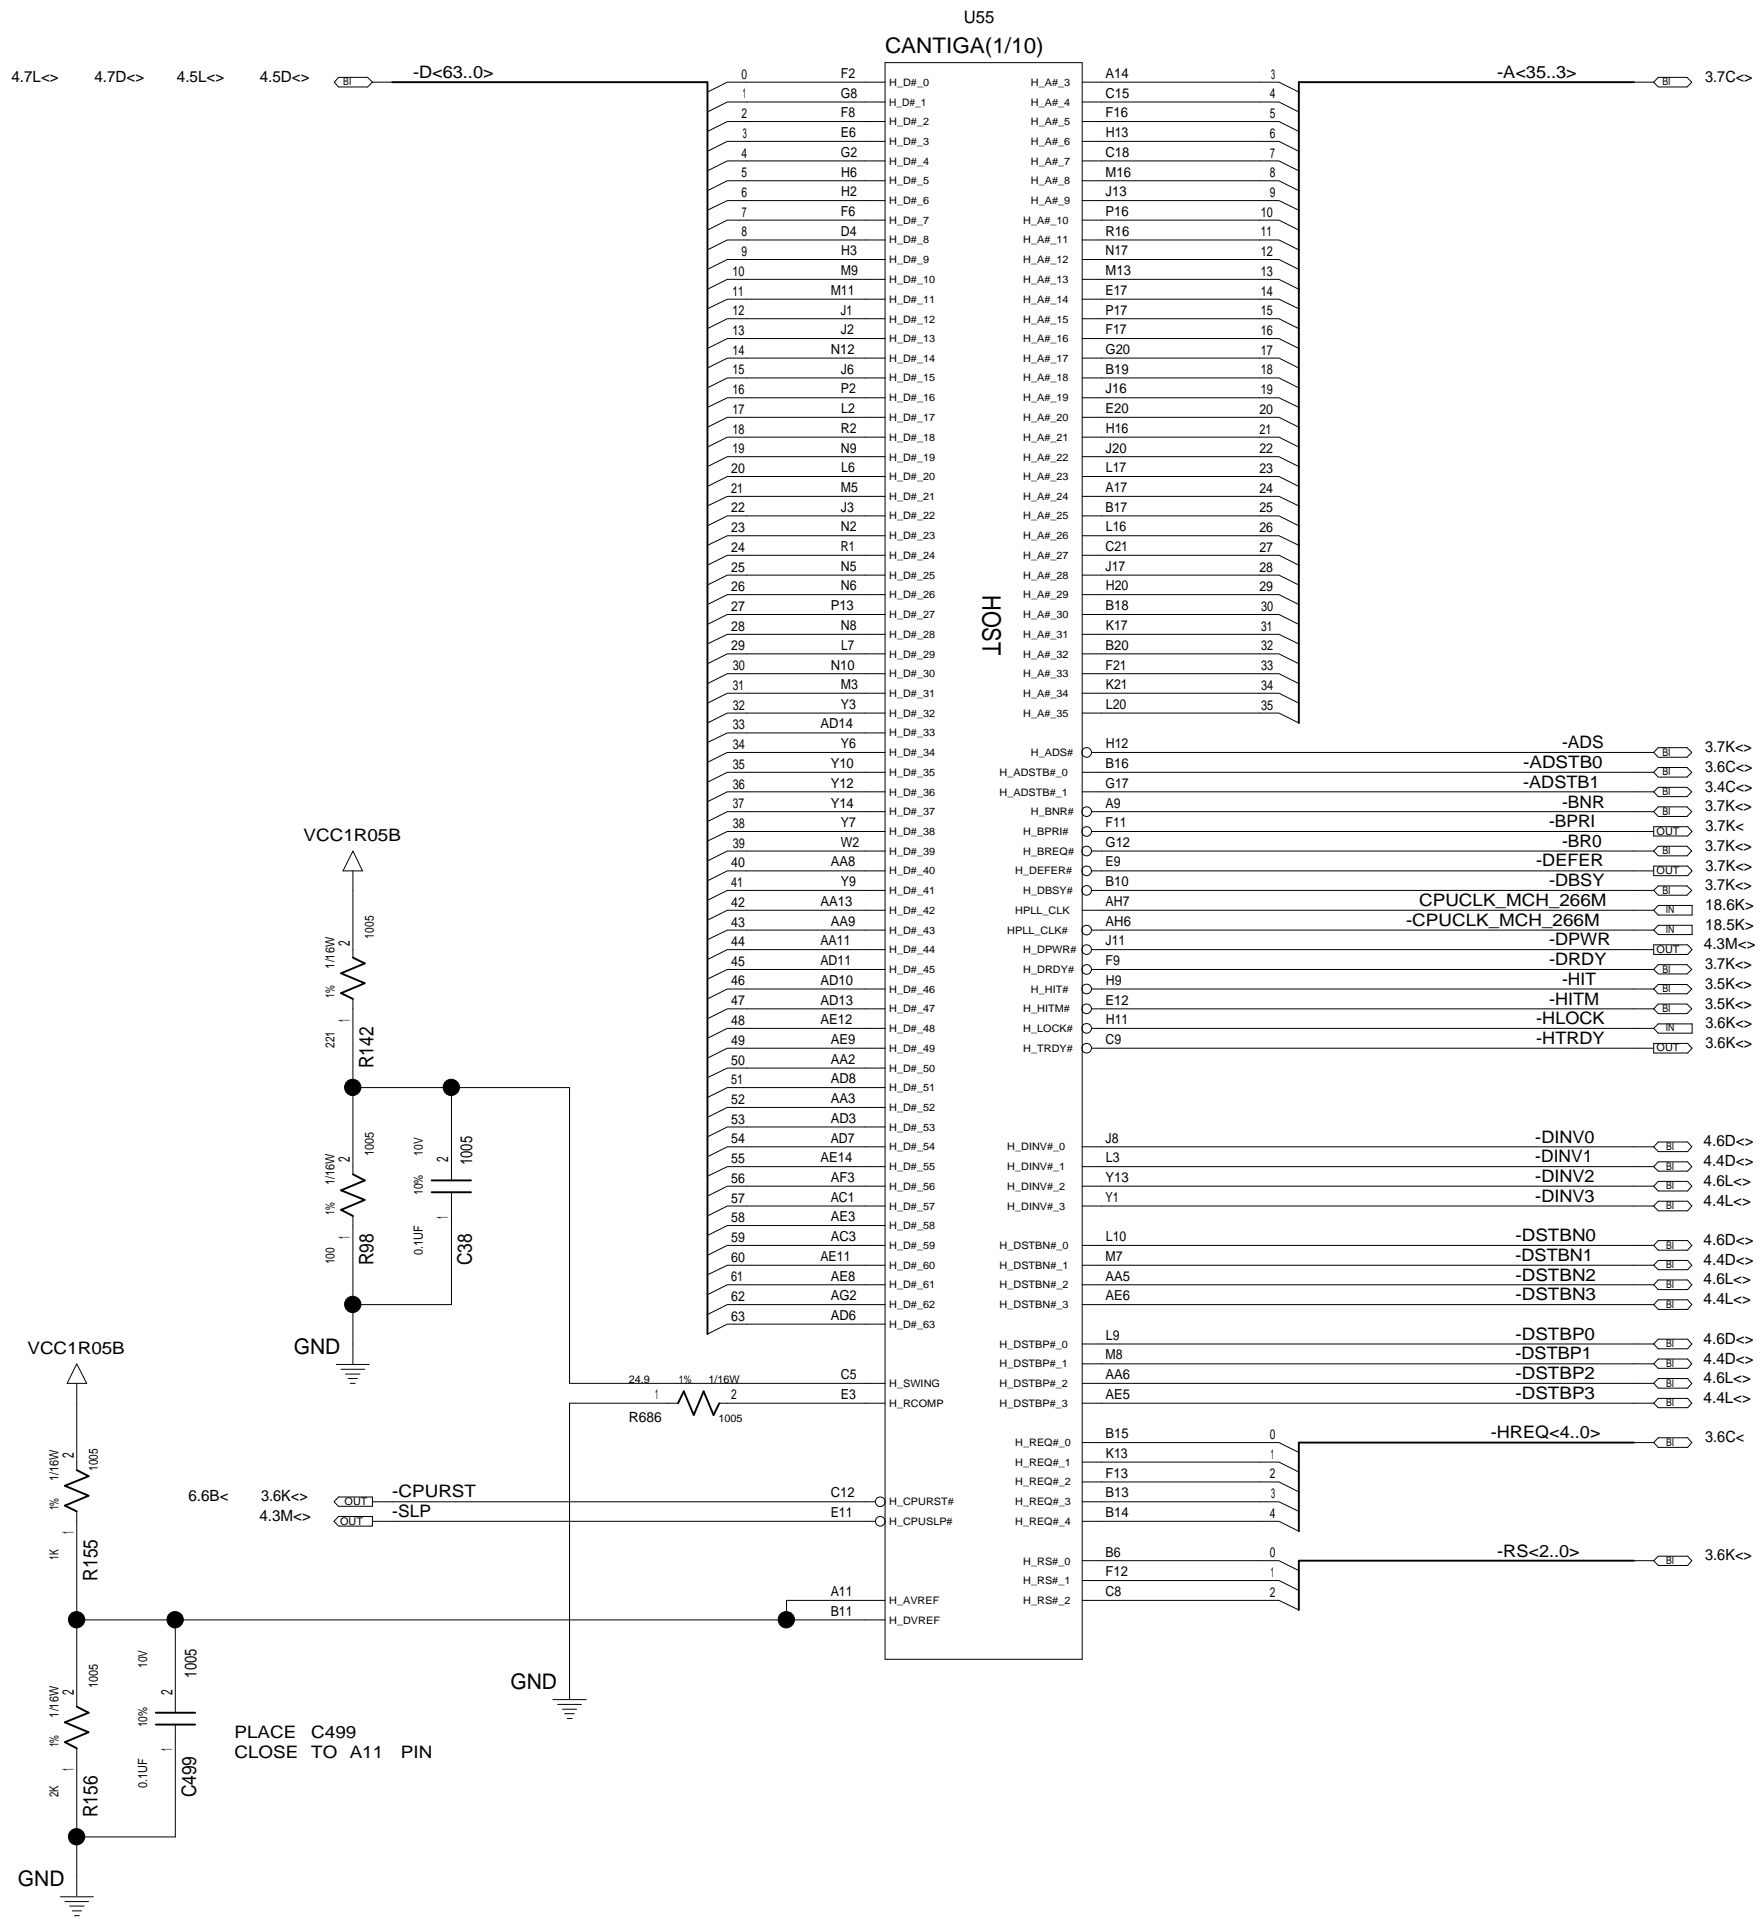 U55
CANTIGA(1/10)
4.7L<> 4.7D<> 4.5L<> 4.5D<> BI -D<63..0>
-A<35..3> BI 3.7C<>
0 F2 H_D#_0 H_A#_3 A14 3
1 G8 H_D#_1 H_A#_4 C15 4
2 F8 H_D#_2 H_A#_5 F16 5
3 E6 H_D#_3 H_A#_6 H13 6
4 G2 H_D#_4 H_A#_7 C18 7
5 H6 H_D#_5 H_A#_8 M16 8
6 H2 H_D#_6 H_A#_9 J13 9
7 F6 H_D#_7 H_A#_10 P16 10
8 D4 H_D#_8 H_A#_11 R16 11
9 H3 H_D#_9 H_A#_12 N17 12
10 M9 H_D#_10 H_A#_13 M13 13
11 M11 H_D#_11 H_A#_14 E17 14
12 J1 H_D#_12 H_A#_15 P17 15
13 J2 H_D#_13 H_A#_16 F17 16
14 N12 H_D#_14 H_A#_17 G20 17
15 J6 H_D#_15 H_A#_18 B19 18
16 P2 H_D#_16 H_A#_19 J16 19
17 L2 H_D#_17 H_A#_20 E20 20
18 R2 H_D#_18 H_A#_21 H16 21
19 N9 H_D#_19 H_A#_22 J20 22
20 L6 H_D#_20 H_A#_23 L17 23
21 M5 H_D#_21 H_A#_24 A17 24
22 J3 H_D#_22 H_A#_25 B17 25
23 N2 H_D#_23 H_A#_26 L16 26
24 R1 H_D#_24 H_A#_27 C21 27
25 N5 H_D#_25 H_A#_28 J17 28
26 N6 H_D#_26 H_A#_29 H20 29
27 P13 H_D#_27 H_A#_30 B18 30
28 N8 H_D#_28 H_A#_31 K17 31
29 L7 H_D#_29 H_A#_32 B20 32
30 N10 H_D#_30 H_A#_33 F21 33
31 M3 H_D#_31 H_A#_34 K21 34
32 Y3 H_D#_32 H_A#_35 L20 35
HOST
33 AD14 H_D#_33
34 Y6 H_D#_34 H_ADS# H12 -ADS BI 3.7K<>
35 Y10 H_D#_35 H_ADSTB#_0 B16 -ADSTB0 BI 3.6C<>
36 Y12 H_D#_36 H_ADSTB#_1 G17 -ADSTB1 BI 3.4C<>
37 Y14 H_D#_37 H_BNR# A9 -BNR BI 3.7K<>
38 Y7 H_D#_38 H_BPRI# F11 -BPRI OUT 3.7K<
39 W2 H_D#_39 H_BREQ# G12 -BR0 BI 3.7K<>
40 AA8 H_D#_40 H_DEFER# E9 -DEFER OUT 3.7K<>
41 Y9 H_D#_41 H_DBSY# B10 -DBSY BI 3.7K<>
42 AA13 H_D#_42 HPLL_CLK AH7 CPUCLK_MCH_266M IN 18.6K>
43 AA9 H_D#_43 HPLL_CLK# AH6 -CPUCLK_MCH_266M IN 18.5K>
44 AA11 H_D#_44 H_DPWR# J11 -DPWR OUT 4.3M<>
45 AD11 H_D#_45 H_DRDY# F9 -DRDY BI 3.7K<>
46 AD10 H_D#_46 H_HIT# H9 -HIT BI 3.5K<>
47 AD13 H_D#_47 H_HITM# E12 -HITM BI 3.5K<>
48 AE12 H_D#_48 H_LOCK# H11 -HLOCK IN 3.6K<>
49 AE9 H_D#_49 H_TRDY# C9 -HTRDY OUT 3.6K<>
50 AA2 H_D#_50
51 AD8 H_D#_51
52 AA3 H_D#_52
53 AD3 H_D#_53
54 AD7 H_D#_54 H_DINV#_0 J8 -DINV0 BI 4.6D<>
55 AE14 H_D#_55 H_DINV#_1 L3 -DINV1 BI 4.4D<>
56 AF3 H_D#_56 H_DINV#_2 Y13 -DINV2 BI 4.6L<>
57 AC1 H_D#_57 H_DINV#_3 Y1 -DINV3 BI 4.4L<>
58 AE3 H_D#_58
59 AC3 H_D#_59 H_DSTBN#_0 L10 -DSTBN0 BI 4.6D<>
60 AE11 H_D#_60 H_DSTBN#_1 M7 -DSTBN1 BI 4.4D<>
61 AE8 H_D#_61 H_DSTBN#_2 AA5 -DSTBN2 BI 4.6L<>
62 AG2 H_D#_62 H_DSTBN#_3 AE6 -DSTBN3 BI 4.4L<>
63 AD6 H_D#_63
H_DSTBP#_0 L9 -DSTBP0 BI 4.6D<>
H_DSTBP#_1 M8 -DSTBP1 BI 4.4D<>
C5 H_SWING H_DSTBP#_2 AA6 -DSTBP2 BI 4.6L<>
E3 H_RCOMP H_DSTBP#_3 AE5 -DSTBP3 BI 4.4L<>
24.9 1% 1/16W
1 2
R686 1005
H_REQ#_0 B15 0 -HREQ<4..0> BI 3.6C<
H_REQ#_1 K13 1
H_REQ#_2 F13 2
6.6B< 3.6K<> OUT -CPURST C12 H_CPURST# H_REQ#_3 B13 3
4.3M<> OUT -SLP E11 H_CPUSLP# H_REQ#_4 B14 4
H_RS#_0 B6 0 -RS<2..0> BI 3.6K<>
H_RS#_1 F12 1
A11 H_AVREF H_RS#_2 C8 2
B11 H_DVREF
GND
VCC1R05B
221 1% 1/16W
1 2
R142 1005
100 1% 1/16W
1 2
R98 1005
0.1UF 10% 10V
1 2
C38 1005
GND
VCC1R05B
1K 1% 1/16W
1 2
R155 1005
2K 1% 1/16W
1 2
R156 1005
0.1UF 10% 10V
1 2
C499 1005
PLACE C499
CLOSE TO A11 PIN
GND